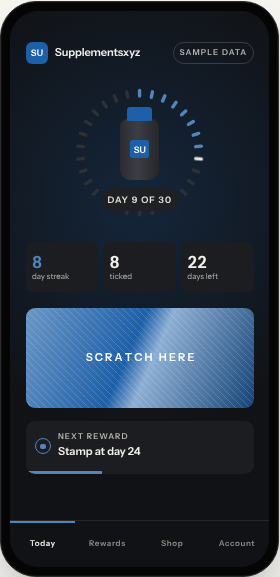 SU
Supplementsxyz
SAMPLE DATA
SU
DAY 9 OF 30
8
day streak
8
ticked
22
days left
SCRATCH HERE
NEXT REWARD
Stamp at day 24
Today
Rewards
Shop
Account